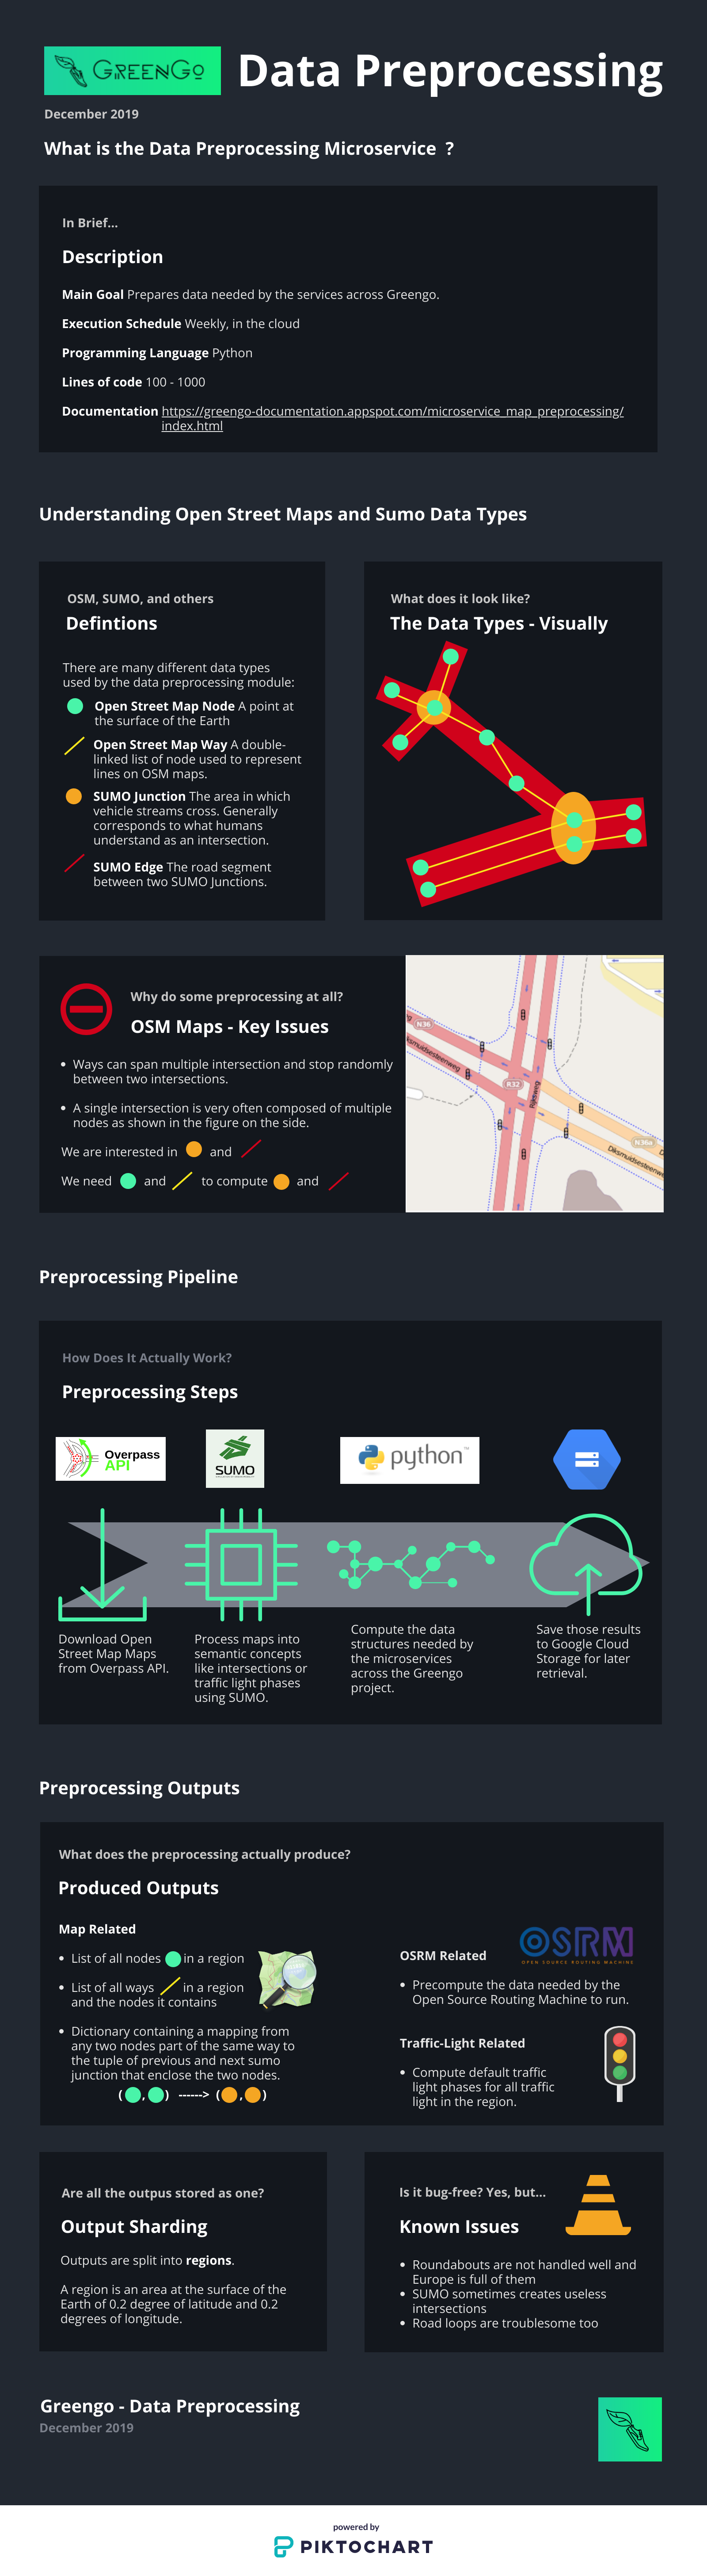 GREENGO
Data Preprocessing
December 2019
What is the Data Preprocessing Microservice ?
In Brief...
Description
Main Goal Prepares data needed by the services across Greengo.
Execution Schedule Weekly, in the cloud
Programming Language Python
Lines of code 100 - 1000
Documentation https://greengo-documentation.appspot.com/microservice_map_preprocessing/
index.html
Understanding Open Street Maps and Sumo Data Types
OSM, SUMO, and others
Defintions
There are many different data types
used by the data preprocessing module:
Open Street Map Node A point at
the surface of the Earth
Open Street Map Way A double-
linked list of node used to represent
lines on OSM maps.
SUMO Junction The area in which
vehicle streams cross. Generally
corresponds to what humans
understand as an intersection.
SUMO Edge The road segment
between two SUMO Junctions.
What does it look like?
The Data Types - Visually
Why do some preprocessing at all?
OSM Maps - Key Issues
• Ways can span multiple intersection and stop randomly
between two intersections.
• A single intersection is very often composed of multiple
nodes as shown in the figure on the side.
We are interested in and
We need and to compute and
N36
ksmuidsesteenweg
R32
Rijksweg
N36a
Diksmuidsesteenweg
Preprocessing Pipeline
How Does It Actually Work?
Preprocessing Steps
Overpass
API
SUMO
python™
Download Open
Street Map Maps
from Overpass API.
Process maps into
semantic concepts
like intersections or
traffic light phases
using SUMO.
Compute the data
structures needed by
the microservices
across the Greengo
project.
Save those results
to Google Cloud
Storage for later
retrieval.
Preprocessing Outputs
What does the preprocessing actually produce?
Produced Outputs
Map Related
• List of all nodes in a region
• List of all ways in a region
and the nodes it contains
• Dictionary containing a mapping from
any two nodes part of the same way to
the tuple of previous and next sumo
junction that enclose the two nodes.
( , ) ------> ( , )
OSRM
OPEN SOURCE ROUTING MACHINE
OSRM Related
• Precompute the data needed by the
Open Source Routing Machine to run.
Traffic-Light Related
• Compute default traffic
light phases for all traffic
light in the region.
Are all the outpus stored as one?
Output Sharding
Outputs are split into regions.
A region is an area at the surface of the
Earth of 0.2 degree of latitude and 0.2
degrees of longitude.
Is it bug-free? Yes, but...
Known Issues
• Roundabouts are not handled well and
Europe is full of them
• SUMO sometimes creates useless
intersections
• Road loops are troublesome too
Greengo - Data Preprocessing
December 2019
powered by
PIKTOCHART